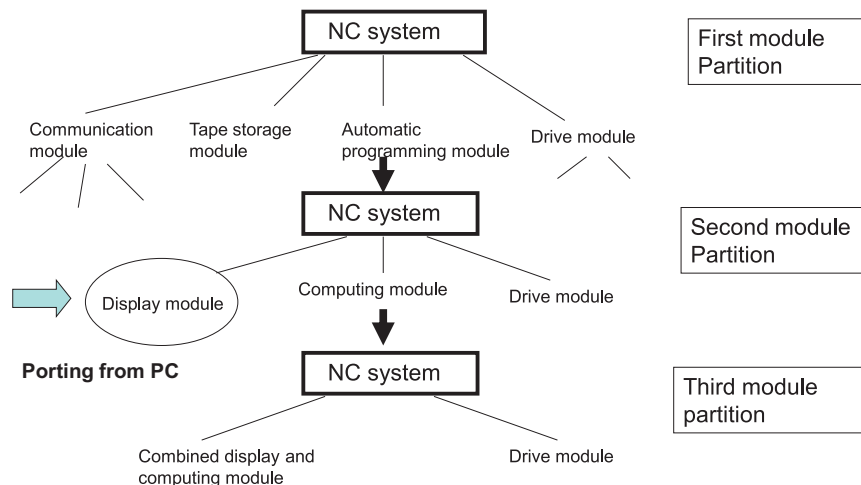 NC system
First module
Partition
Communication
module
Tape storage
module
Automatic
programming module
Drive module
NC system
Second module
Partition
Display module
Computing module
Drive module
Porting from PC
NC system
Third module
partition
Combined display and
computing module
Drive module